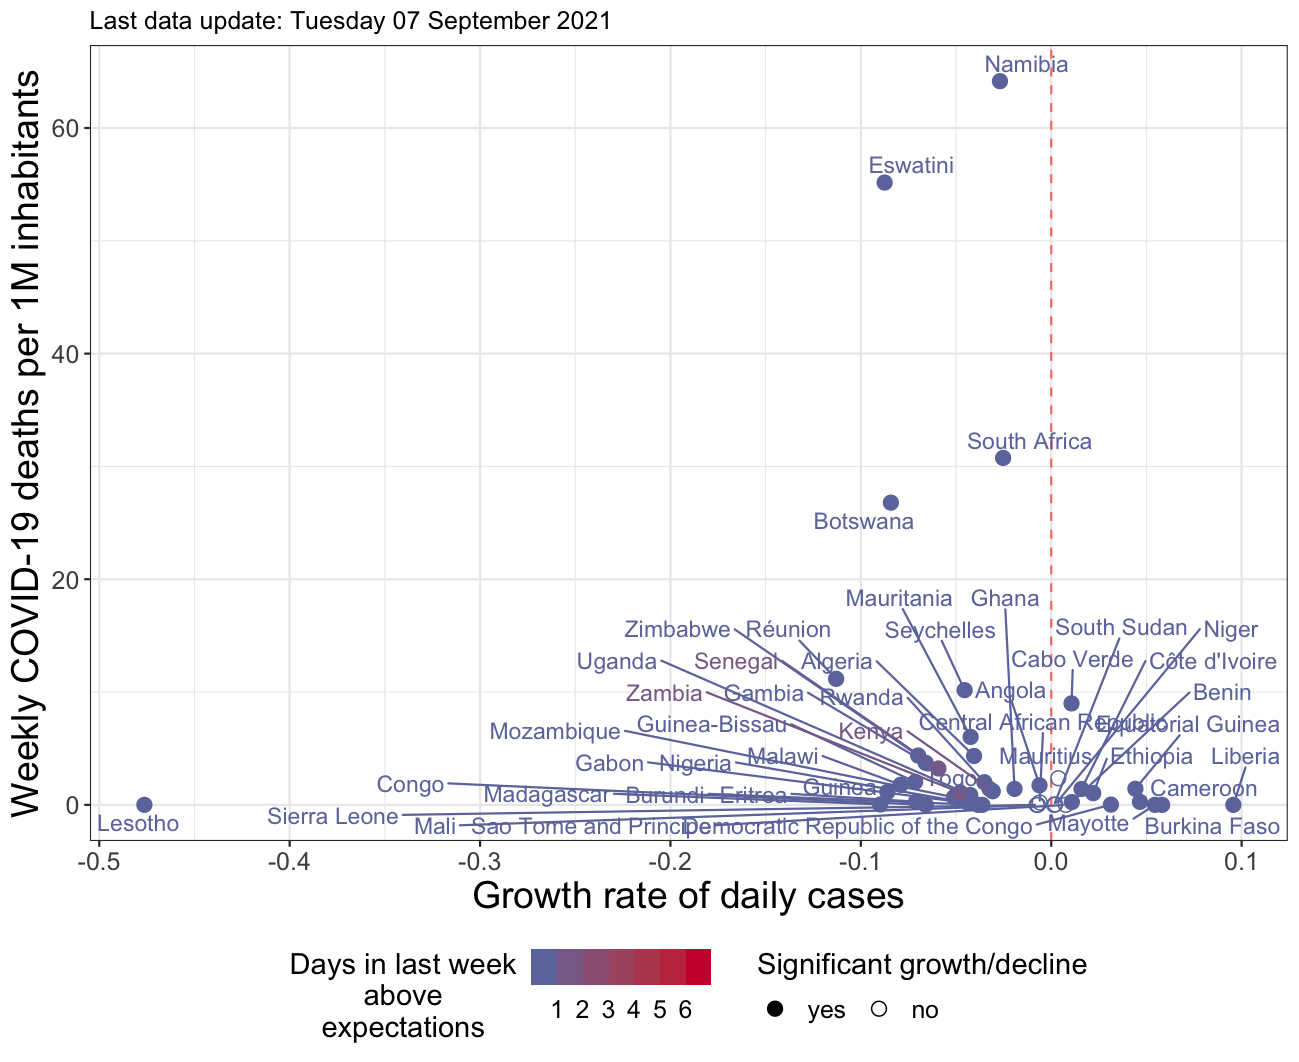 Last data update: Tuesday 07 September 2021
Weekly COVID-19 deaths per 1M inhabitants
60
40
20
0
Namibia
Eswatini
South Africa
Botswana
Mauritania
Ghana
Zimbabwe
Réunion
Seychelles
South Sudan
Niger
Uganda
Senegal
Algeria
Cabo Verde
Côte d'Ivoire
Zambia
Gambia
Rwanda
Angola
Benin
Mozambique
Guinea-Bissau
Kenya
Central African Republic
Equatorial Guinea
Gabon
Nigeria
Malawi
Mauritius
Ethiopia
Liberia
Congo
Togo
Madagascar
Burundi
Eritrea
Guinea
Cameroon
Lesotho
Sierra Leone
Mali
Sao Tome and Principe
Democratic Republic of the Congo
Mayotte
Burkina Faso
-0.5
-0.4
-0.3
-0.2
-0.1
0.0
0.1
Growth rate of daily cases
Days in last week
above
expectations
1 2 3 4 5 6
Significant growth/decline
yes
no